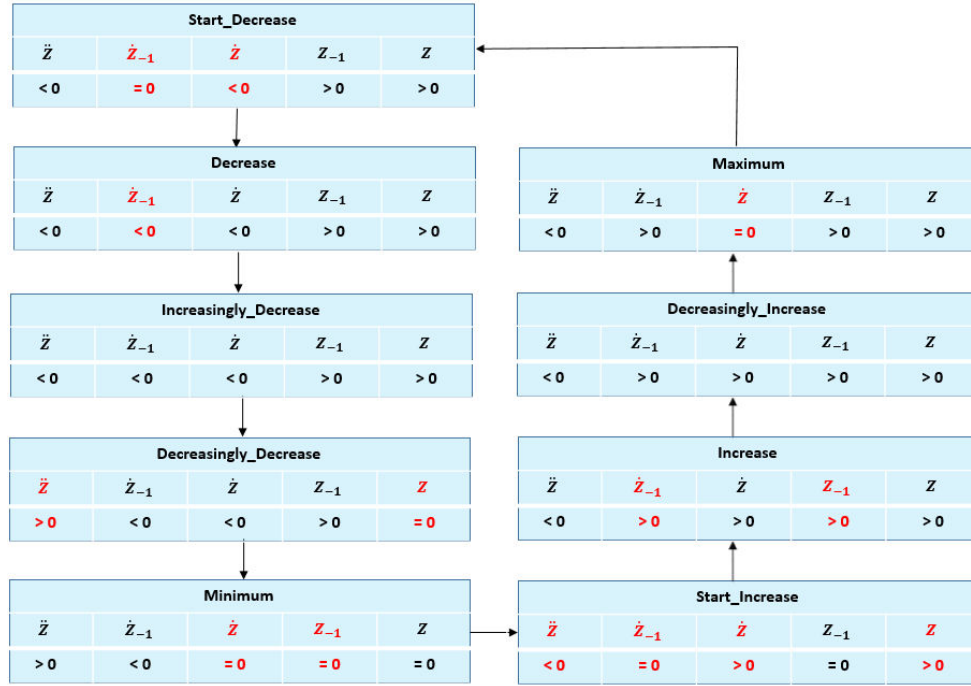 Start_Decrease
Z̈ Ż₋₁ Ż Z₋₁ Z
< 0 = 0 < 0 > 0 > 0
Decrease
Z̈ Ż₋₁ Ż Z₋₁ Z
< 0 < 0 < 0 > 0 > 0
Increasingly_Decrease
Z̈ Ż₋₁ Ż Z₋₁ Z
< 0 < 0 < 0 > 0 > 0
Decreasingly_Decrease
Z̈ Ż₋₁ Ż Z₋₁ Z
> 0 < 0 < 0 > 0 = 0
Minimum
Z̈ Ż₋₁ Ż Z₋₁ Z
> 0 < 0 = 0 = 0 = 0
Start_Increase
Z̈ Ż₋₁ Ż Z₋₁ Z
< 0 = 0 > 0 = 0 > 0
Increase
Z̈ Ż₋₁ Ż Z₋₁ Z
< 0 > 0 > 0 > 0 > 0
Decreasingly_Increase
Z̈ Ż₋₁ Ż Z₋₁ Z
< 0 > 0 > 0 > 0 > 0
Maximum
Z̈ Ż₋₁ Ż Z₋₁ Z
< 0 > 0 = 0 > 0 > 0